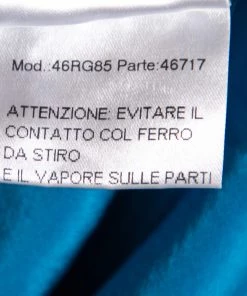 Mod.:46RG85 Parte:46717
ATTENZIONE: EVITARE IL
CONTATTO COL FERRO
DA STIRO
E IL VAPORE SULLE PARTI